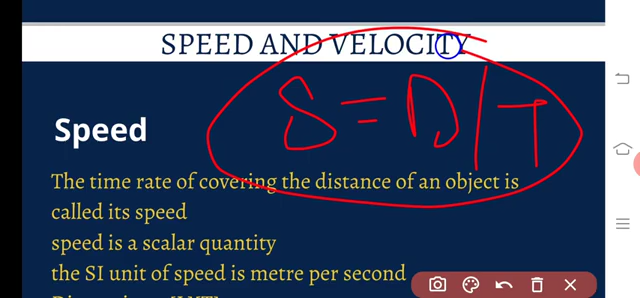 SPEED AND VELOCITY
S = D / T
Speed
The time rate of covering the distance of an object is
called its speed
speed is a scalar quantity
the SI unit of speed is metre per second